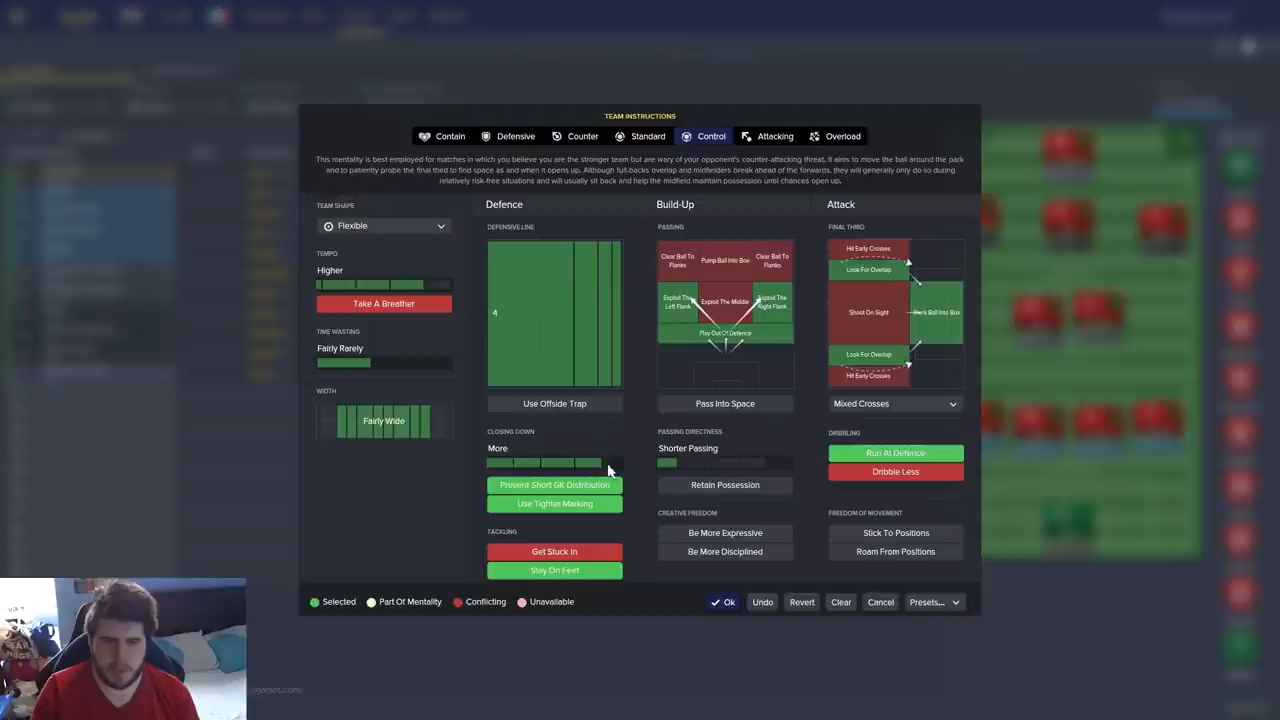 TEAM INSTRUCTIONS
Contain Defensive Counter Standard Control Attacking Overload
This mentality is best employed for matches in which you believe you are the stronger team but are wary of your opponent's counter-attacking threat. It aims to move the ball around the park
and to patiently probe the final third to find space as and when it opens up. Although full-backs overlap and midfielders break ahead of the forwards, they will generally only do so during
relatively risk-free situations and will usually sit back and help the midfield maintain possession until chances open up.
TEAM SHAPE
Flexible
TEMPO
Higher
Take A Breather
TIME WASTING
Fairly Rarely
WIDTH
Fairly Wide
Defence
DEFENSIVE LINE
4
Use Offside Trap
CLOSING DOWN
More
Prevent Short GK Distribution
Use Tighter Marking
TACKLING
Get Stuck In
Stay On Feet
Build-Up
PASSING
Clear Ball To Flanks
Pump Ball Into Box
Clear Ball To Flanks
Exploit The Left Flank
Exploit The Middle
Exploit The Right Flank
Play Out Of Defence
Pass Into Space
PASSING DIRECTNESS
Shorter Passing
Retain Possession
CREATIVE FREEDOM
Be More Expressive
Be More Disciplined
Attack
FINAL THIRD
Hit Early Crosses
Look For Overlap
Shoot On Sight
Work Ball Into Box
Look For Overlap
Hit Early Crosses
Mixed Crosses
DRIBBLING
Run At Defence
Dribble Less
FREEDOM OF MOVEMENT
Stick To Positions
Roam From Positions
Selected Part Of Mentality Conflicting Unavailable
Ok Undo Revert Clear Cancel Presets...